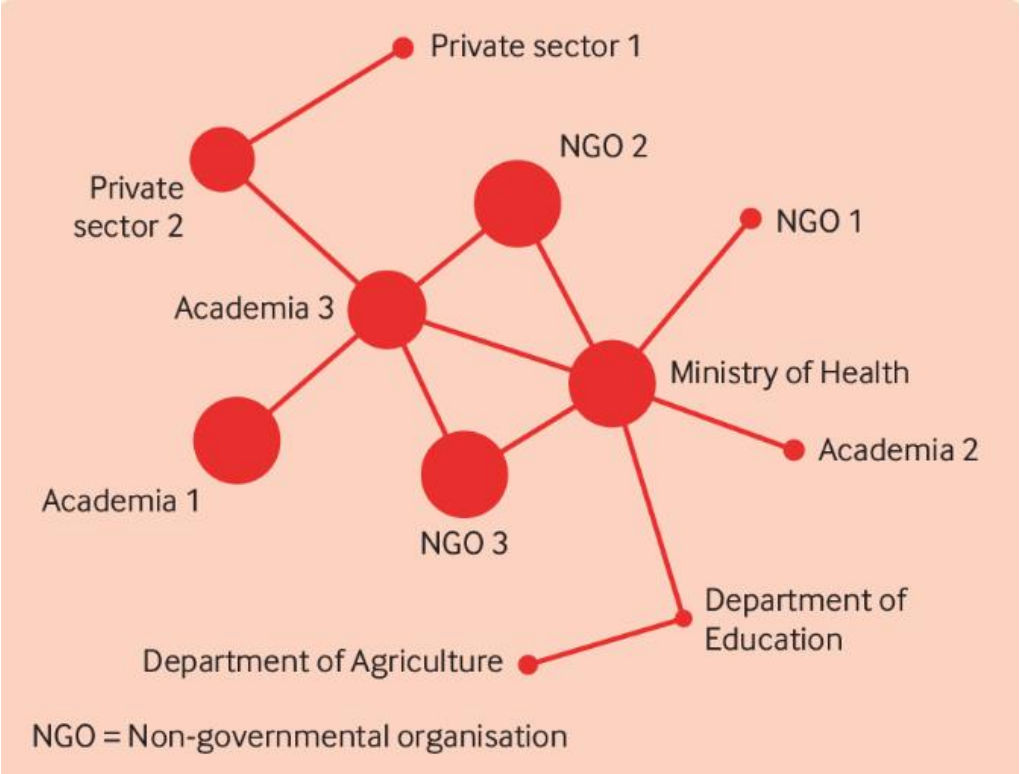 Private sector 1
NGO 2
Private
sector 2
NGO 1
Academia 3
Ministry of Health
Academia 2
Academia 1
NGO 3
Department of
Education
Department of Agriculture
NGO = Non-governmental organisation